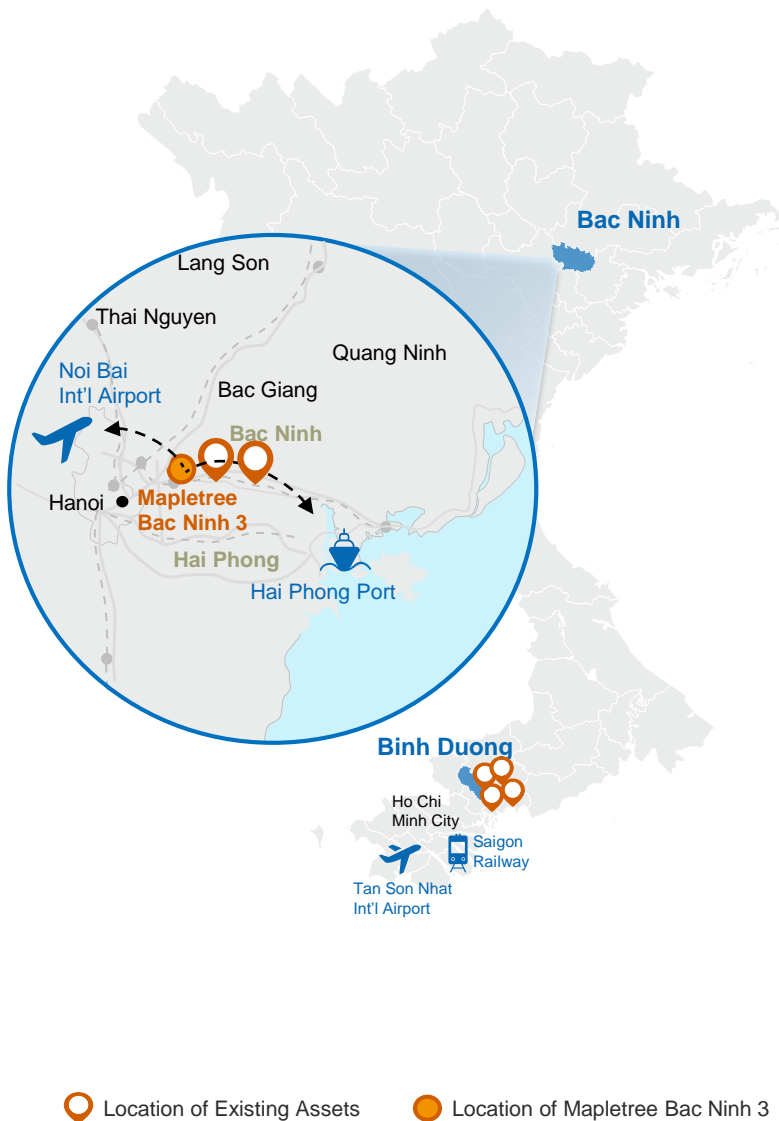 Bac Ninh
Lang Son
Thai Nguyen
Quang Ninh
Noi Bai
Int'l Airport
Bac Giang
Bac Ninh
Hanoi
Mapletree
Bac Ninh 3
Hai Phong
Hai Phong Port
Binh Duong
Ho Chi
Minh City
Saigon
Railway
Tan Son Nhat
Int'l Airport
Location of Existing Assets
Location of Mapletree Bac Ninh 3